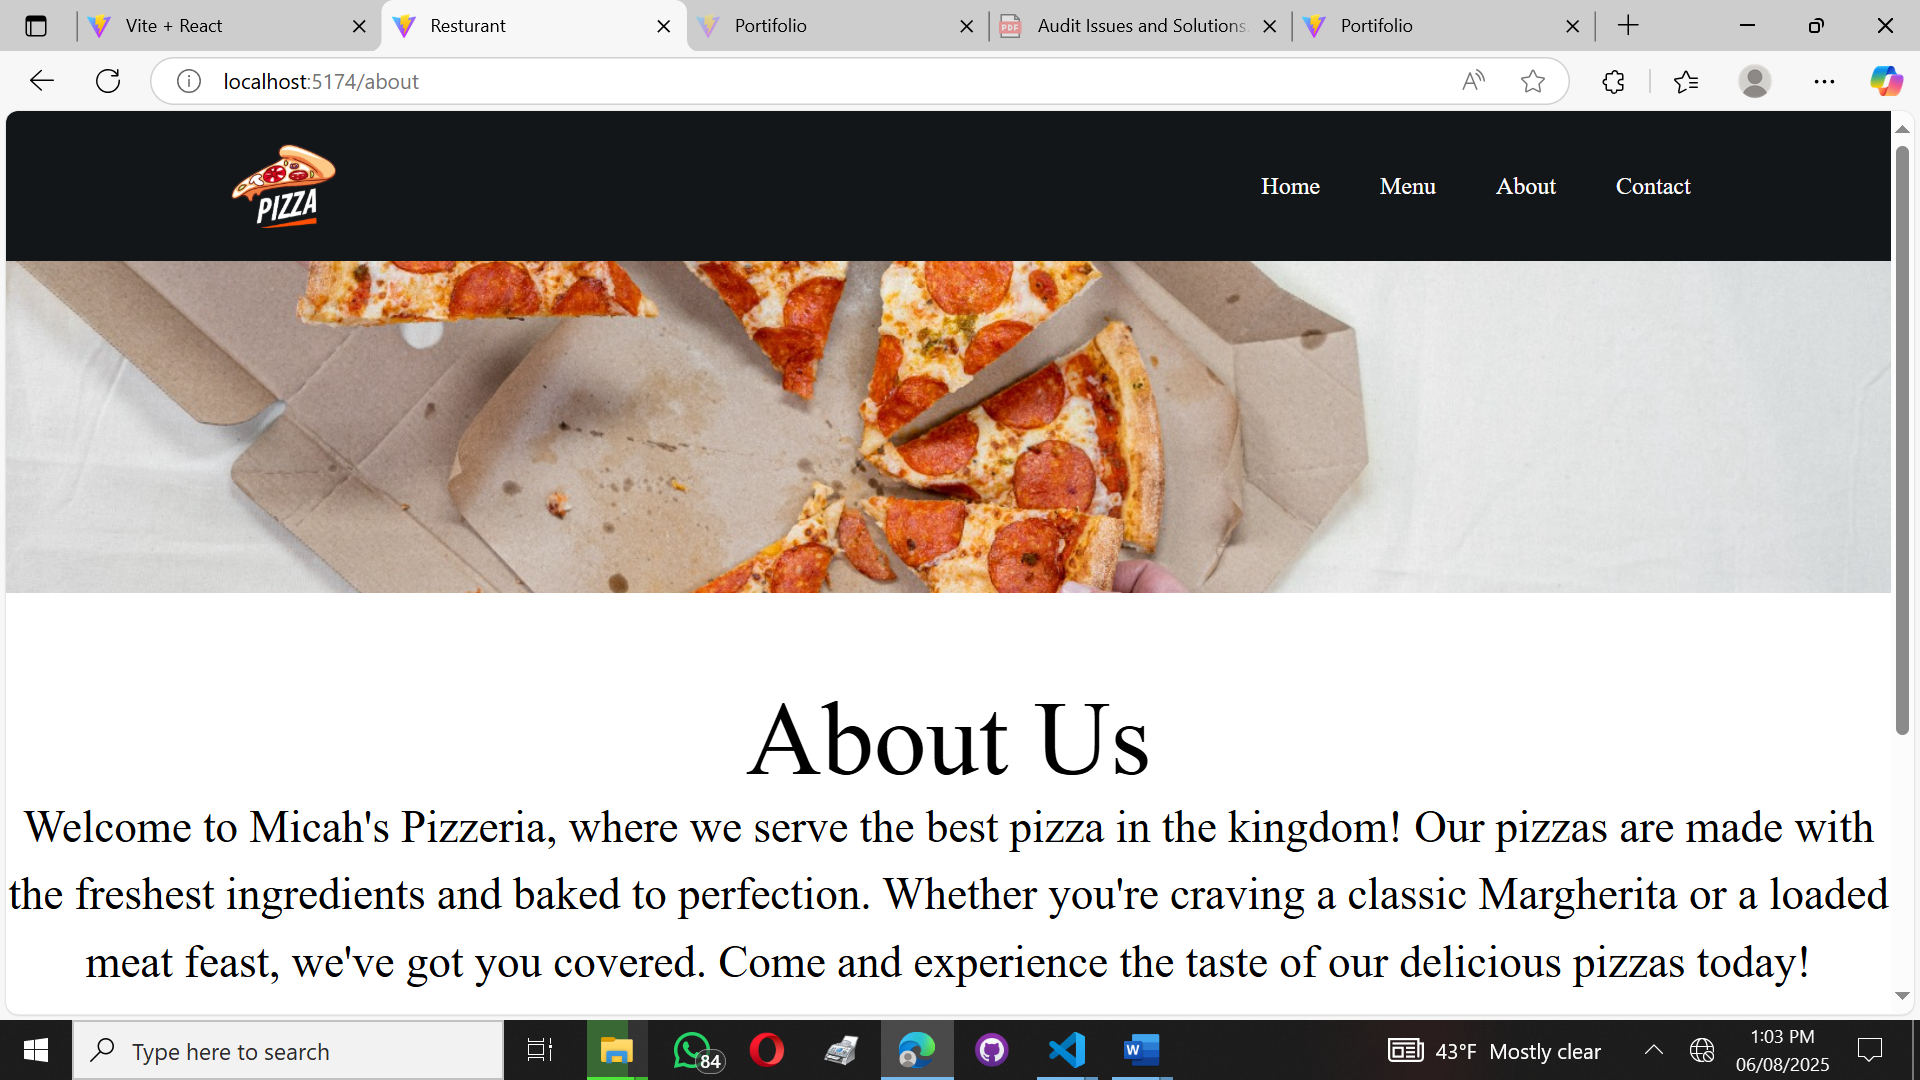 Vite + React
Resturant
Portifolio
Audit Issues and Solutions.
Portifolio
localhost:5174/about
PIZZA
Home Menu About Contact
About Us
Welcome to Micah's Pizzeria, where we serve the best pizza in the kingdom! Our pizzas are made with
the freshest ingredients and baked to perfection. Whether you're craving a classic Margherita or a loaded
meat feast, we've got you covered. Come and experience the taste of our delicious pizzas today!
Type here to search
84
43°F Mostly clear
1:03 PM
06/08/2025